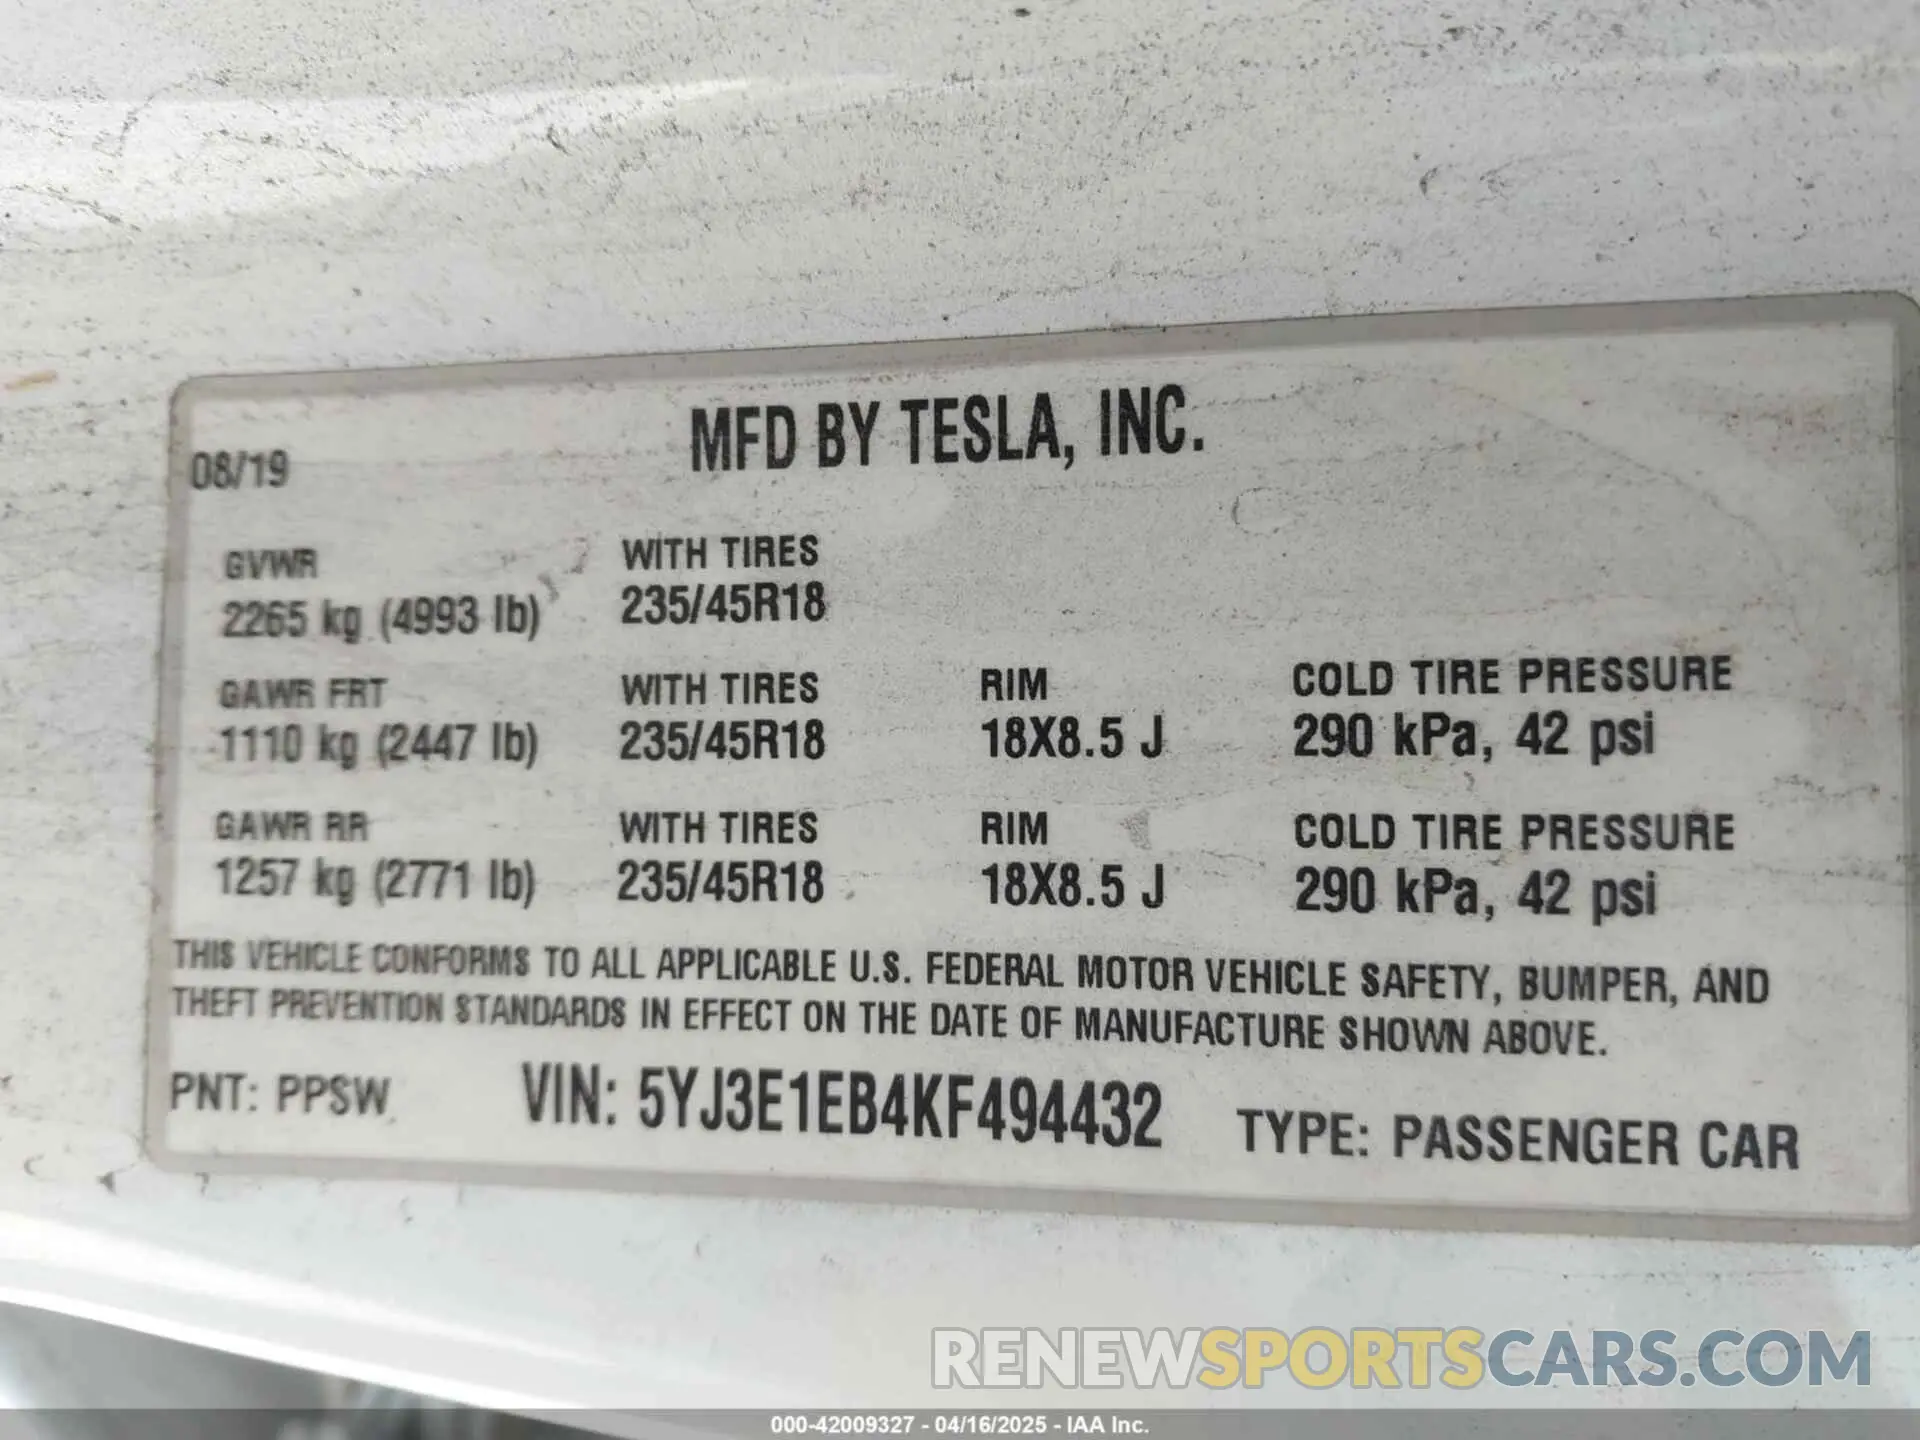 MFD BY TESLA, INC.
08/19
GVWR WITH TIRES
2265 kg (4993 lb) 235/45R18
GAWR FRT WITH TIRES RIM COLD TIRE PRESSURE
1110 kg (2447 lb) 235/45R18 18X8.5 J 290 kPa, 42 psi
GAWR RR WITH TIRES RIM COLD TIRE PRESSURE
1257 kg (2771 lb) 235/45R18 18X8.5 J 290 kPa, 42 psi
THIS VEHICLE CONFORMS TO ALL APPLICABLE U.S. FEDERAL MOTOR VEHICLE SAFETY, BUMPER, AND
THEFT PREVENTION STANDARDS IN EFFECT ON THE DATE OF MANUFACTURE SHOWN ABOVE.
PNT: PPSW VIN: 5YJ3E1EB4KF494432 TYPE: PASSENGER CAR
RENEWSPORTSCARS.COM
000-42009327 - 04/16/2025 - IAA Inc.